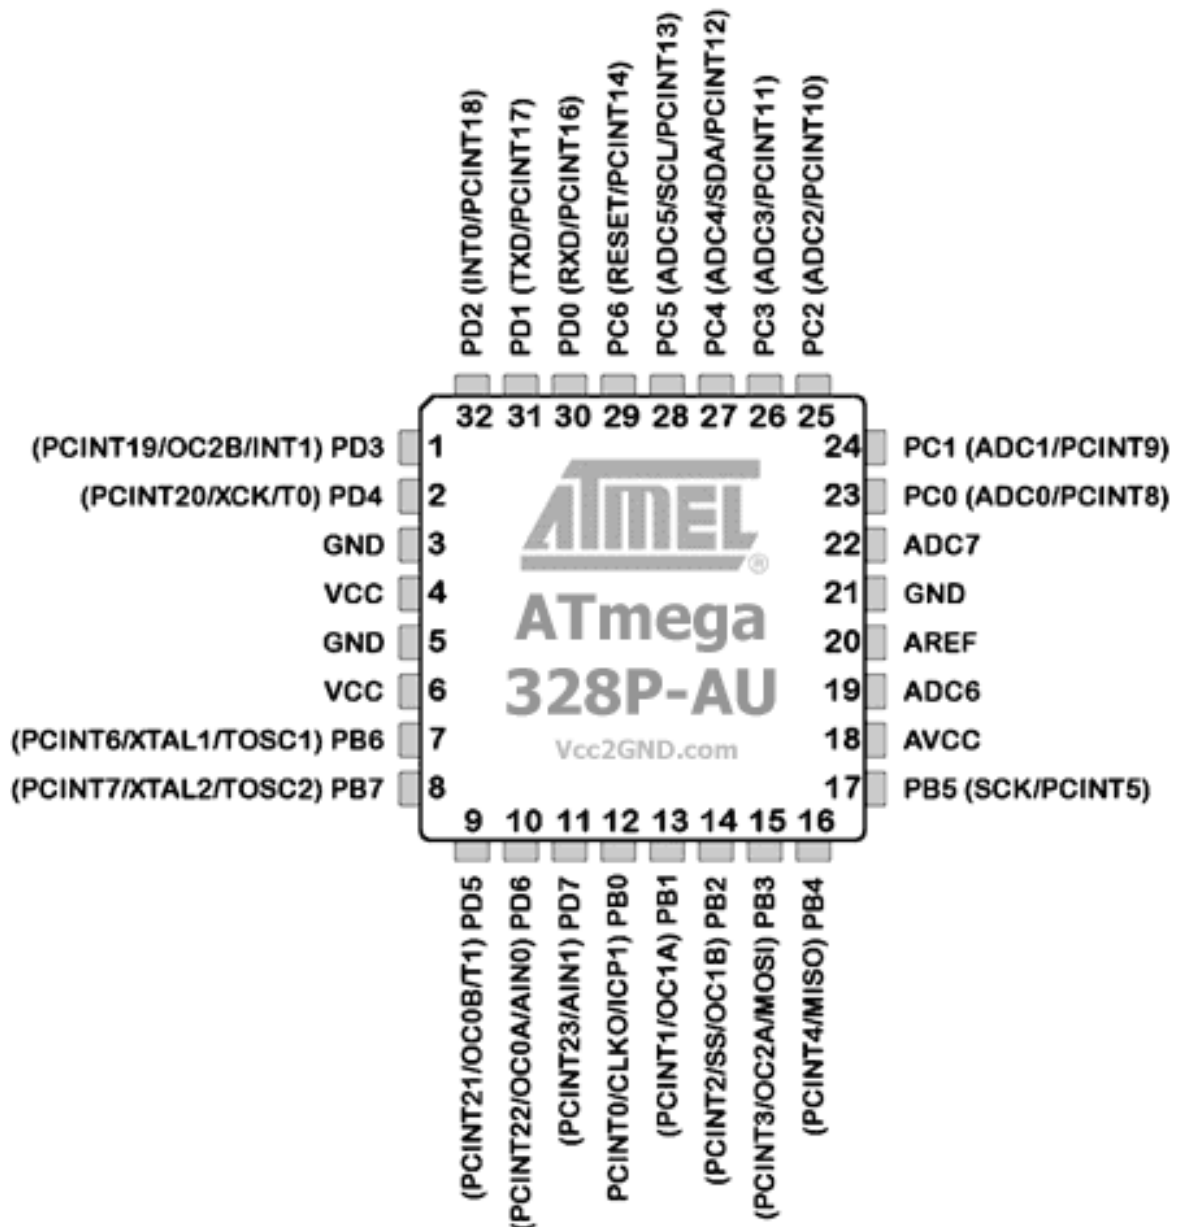 PD2 (INT0/PCINT18)
PD1 (TXD/PCINT17)
PD0 (RXD/PCINT16)
PC6 (RESET/PCINT14)
PC5 (ADC5/SCL/PCINT13)
PC4 (ADC4/SDA/PCINT12)
PC3 (ADC3/PCINT11)
PC2 (ADC2/PCINT10)
32 31 30 29 28 27 26 25
(PCINT19/OC2B/INT1) PD3 1
(PCINT20/XCK/T0) PD4 2
GND 3
VCC 4
GND 5
VCC 6
(PCINT6/XTAL1/TOSC1) PB6 7
(PCINT7/XTAL2/TOSC2) PB7 8
ATMEL ®
ATmega
328P-AU
Vcc2GND.com
24 PC1 (ADC1/PCINT9)
23 PC0 (ADC0/PCINT8)
22 ADC7
21 GND
20 AREF
19 ADC6
18 AVCC
17 PB5 (SCK/PCINT5)
9 10 11 12 13 14 15 16
(PCINT21/OC0B/T1) PD5
(PCINT22/OC0A/AIN0) PD6
(PCINT23/AIN1) PD7
PCINT0/CLKO/ICP1) PB0
(PCINT1/OC1A) PB1
(PCINT2/SS/OC1B) PB2
(PCINT3/OC2A/MOSI) PB3
(PCINT4/MISO) PB4